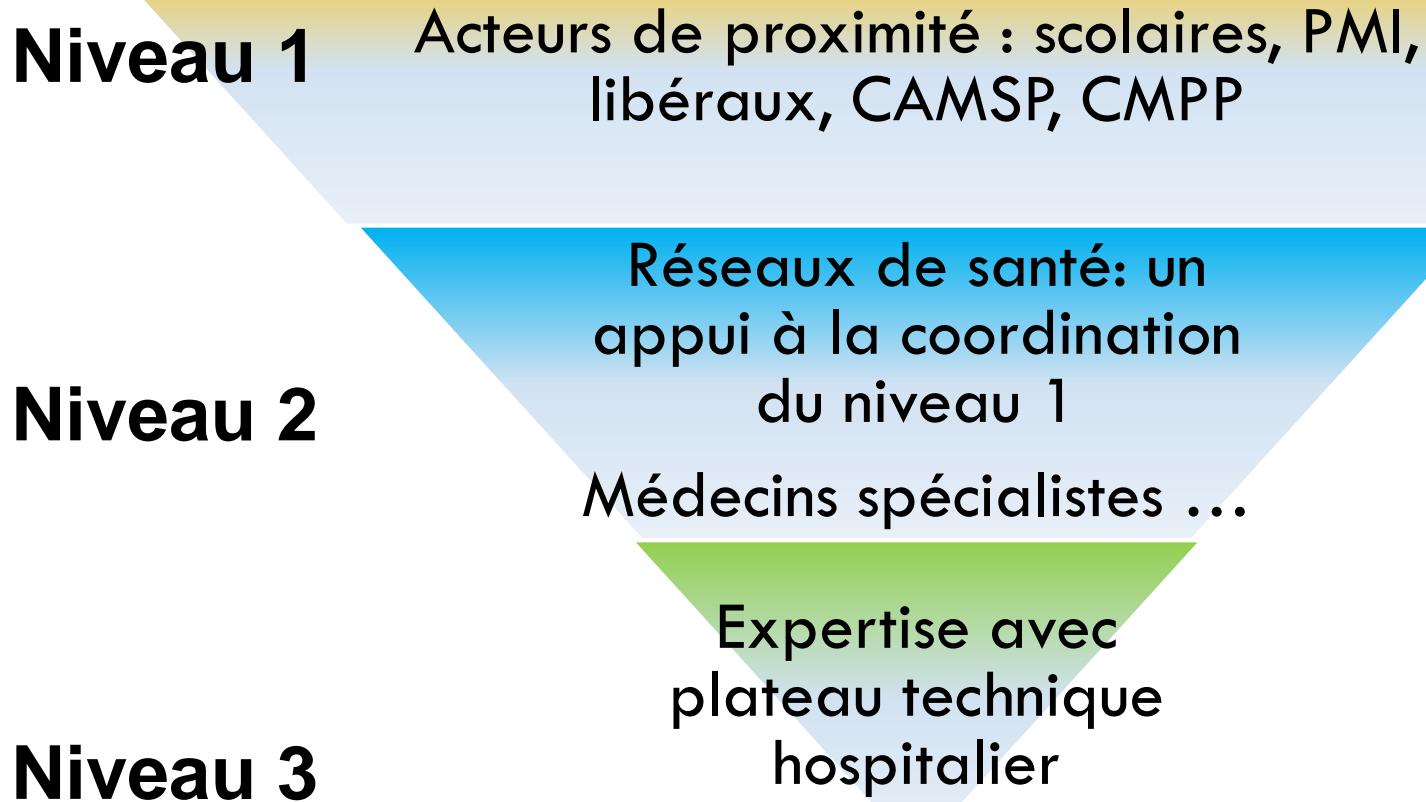 Niveau 1
Acteurs de proximité : scolaires, PMI,
libéraux, CAMSP, CMPP
Réseaux de santé: un
appui à la coordination
du niveau 1
Niveau 2
Médecins spécialistes …
Expertise avec
plateau technique
hospitalier
Niveau 3